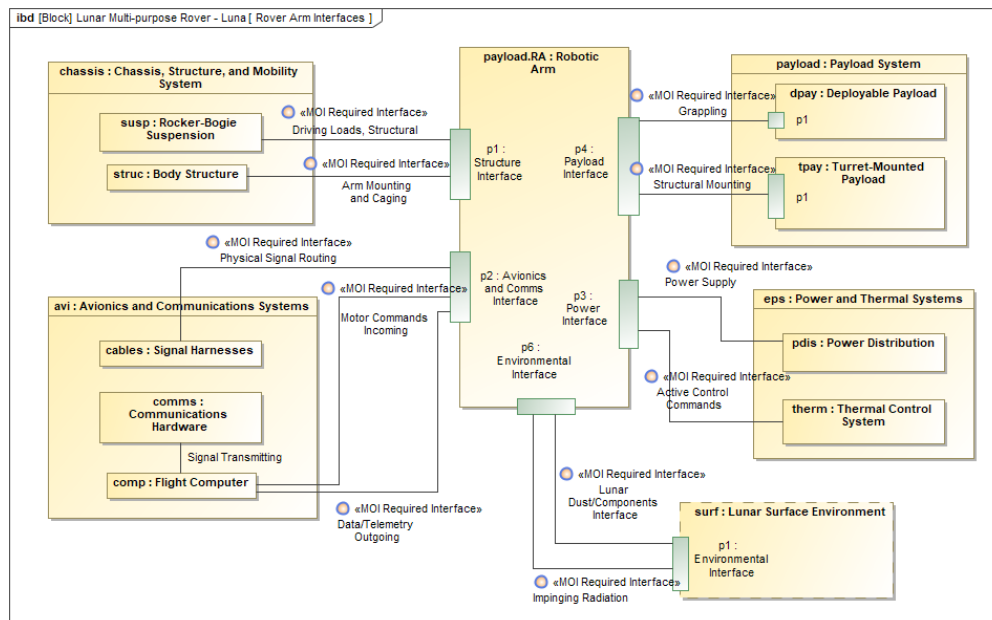 ibd [Block] Lunar Multi-purpose Rover - Luna [ Rover Arm Interfaces ]
chassis : Chassis, Structure, and Mobility
System
susp : Rocker-Bogie
Suspension
struc : Body Structure
«MOI Required Interface»
Driving Loads, Structural
«MOI Required Interface»
Arm Mounting
and Caging
payload.RA : Robotic
Arm
p1 :
Structure
Interface
p4 :
Payload
Interface
p2 : Avionics
and Comms
Interface
p3 :
Power
Interface
p6 :
Environmental
Interface
«MOI Required Interface»
Grappling
«MOI Required Interface»
Structural Mounting
payload : Payload System
dpay : Deployable Payload
p1
tpay : Turret-Mounted
Payload
p1
«MOI Required Interface»
Physical Signal Routing
«MOI Required Interface»
Motor Commands
Incoming
avi : Avionics and Communications Systems
cables : Signal Harnesses
comms :
Communications
Hardware
Signal Transmitting
comp : Flight Computer
«MOI Required Interface»
Data/Telemetry
Outgoing
«MOI Required Interface»
Power Supply
«MOI Required Interface»
Active Control
Commands
eps : Power and Thermal Systems
pdis : Power Distribution
therm : Thermal Control
System
«MOI Required Interface»
Lunar
Dust/Components
Interface
«MOI Required Interface»
Impinging Radiation
surf : Lunar Surface Environment
p1 :
Environmental
Interface